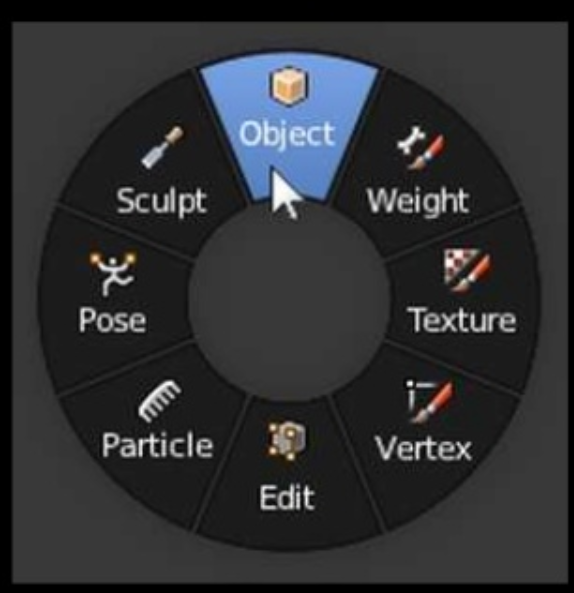 Object
Sculpt
Weight
Pose
Texture
Particle
Vertex
Edit